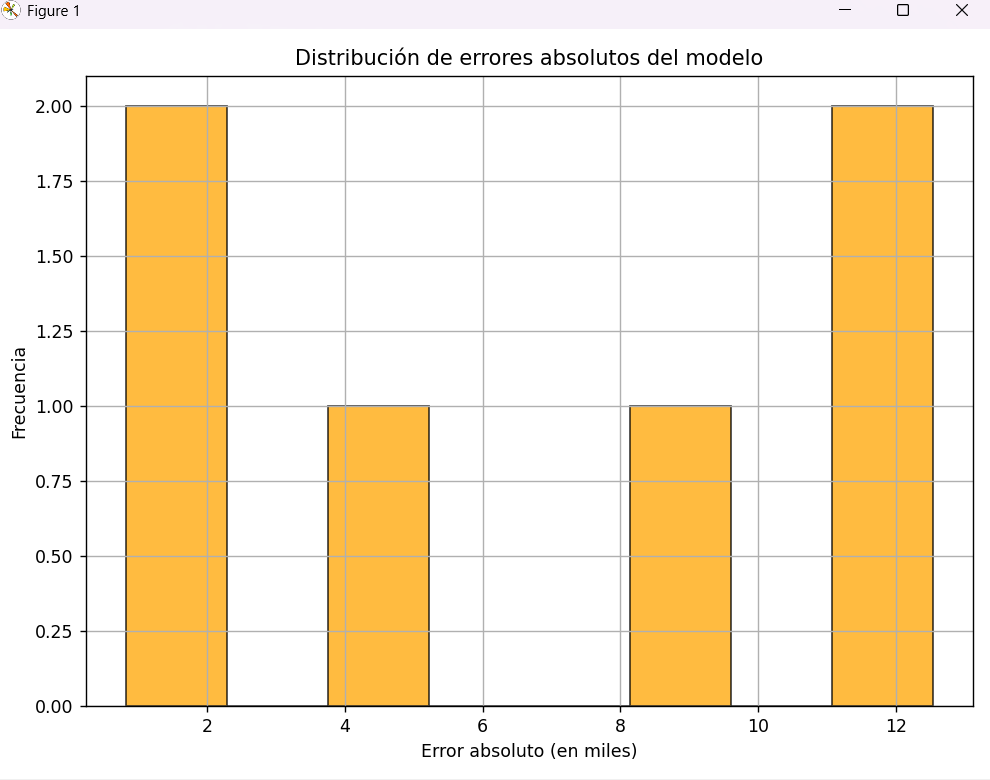 Figure 1
Distribución de errores absolutos del modelo
2.00
1.75
1.50
1.25
1.00
0.75
0.50
0.25
0.00
Frecuencia
2 4 6 8 10 12
Error absoluto (en miles)